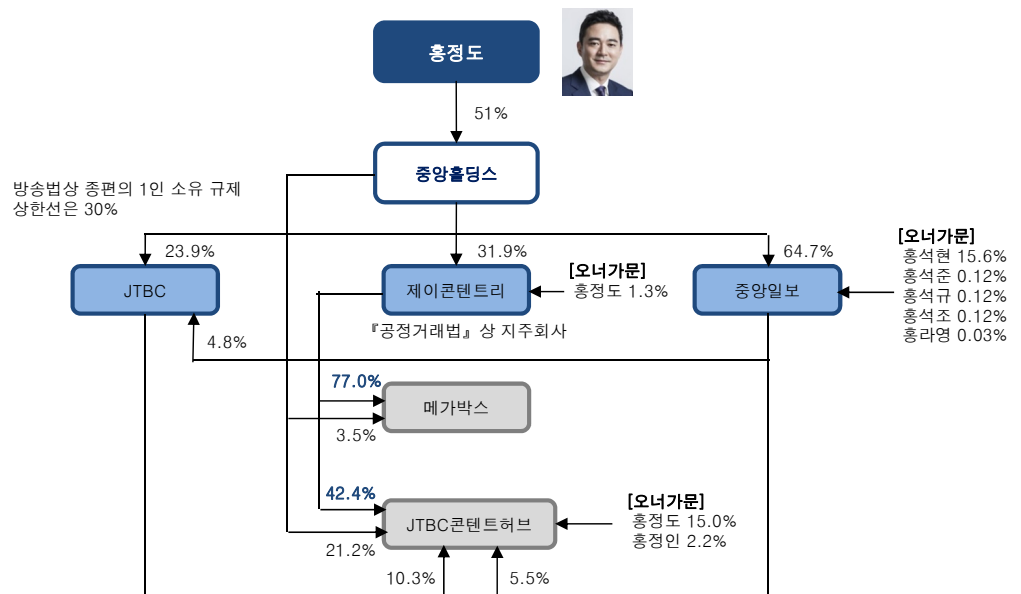 홍정도
51%
중앙홀딩스
방송법상 종편의 1인 소유 규제
상한선은 30%
23.9%
31.9%
64.7%
[오너가문]
홍석현 15.6%
홍석준 0.12%
홍석규 0.12%
홍석조 0.12%
홍라영 0.03%
JTBC
제이콘텐트리
[오너가문]
홍정도 1.3%
중앙일보
『공정거래법』상 지주회사
4.8%
77.0%
메가박스
3.5%
42.4%
JTBC콘텐트허브
[오너가문]
홍정도 15.0%
홍정인 2.2%
21.2%
10.3%
5.5%